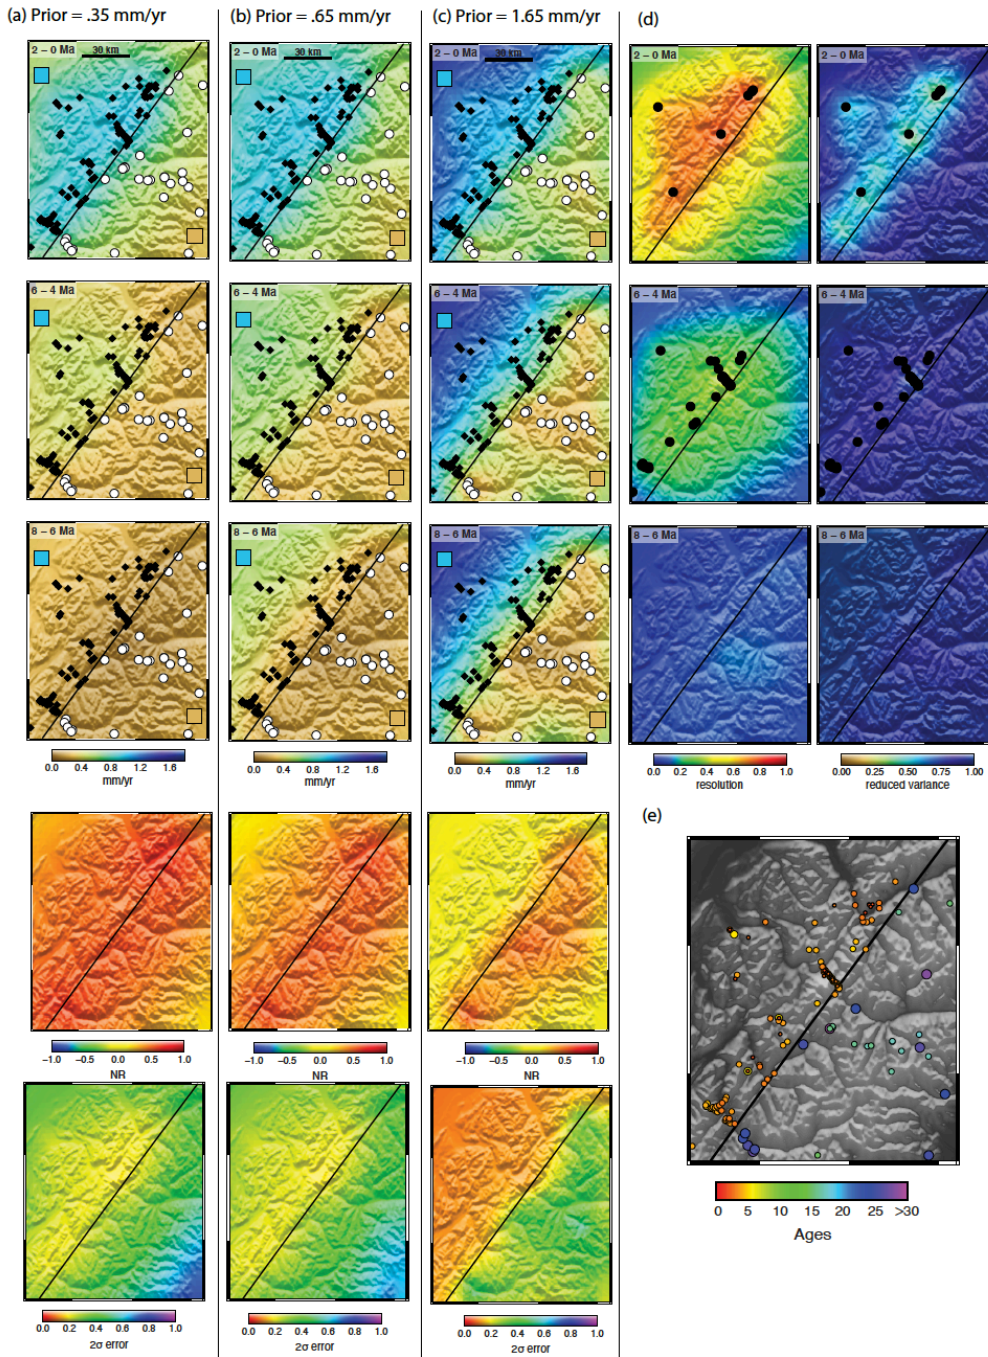 (a) Prior = .35 mm/yr
2 – 0 Ma
30 km
6 – 4 Ma
8 – 6 Ma
0.0 0.4 0.8 1.2 1.6
mm/yr
−1.0 −0.5 0.0 0.5 1.0
NR
0.0 0.2 0.4 0.6 0.8 1.0
2σ error
(b) Prior = .65 mm/yr
2 – 0 Ma
30 km
6 – 4 Ma
8 – 6 Ma
0.0 0.4 0.8 1.2 1.6
mm/yr
−1.0 −0.5 0.0 0.5 1.0
NR
0.0 0.2 0.4 0.6 0.8 1.0
2σ error
(c) Prior = 1.65 mm/yr
2 – 0 Ma
30 km
6 – 4 Ma
8 – 6 Ma
0.0 0.4 0.8 1.2 1.6
mm/yr
−1.0 −0.5 0.0 0.5 1.0
NR
0.0 0.2 0.4 0.6 0.8 1.0
2σ error
(d)
2 – 0 Ma
2 – 0 Ma
6 – 4 Ma
6 – 4 Ma
8 – 6 Ma
8 – 6 Ma
0.0 0.2 0.4 0.6 0.8 1.0
resolution
0.00 0.25 0.50 0.75 1.00
reduced variance
(e)
0 5 10 15 20 25 >30
Ages